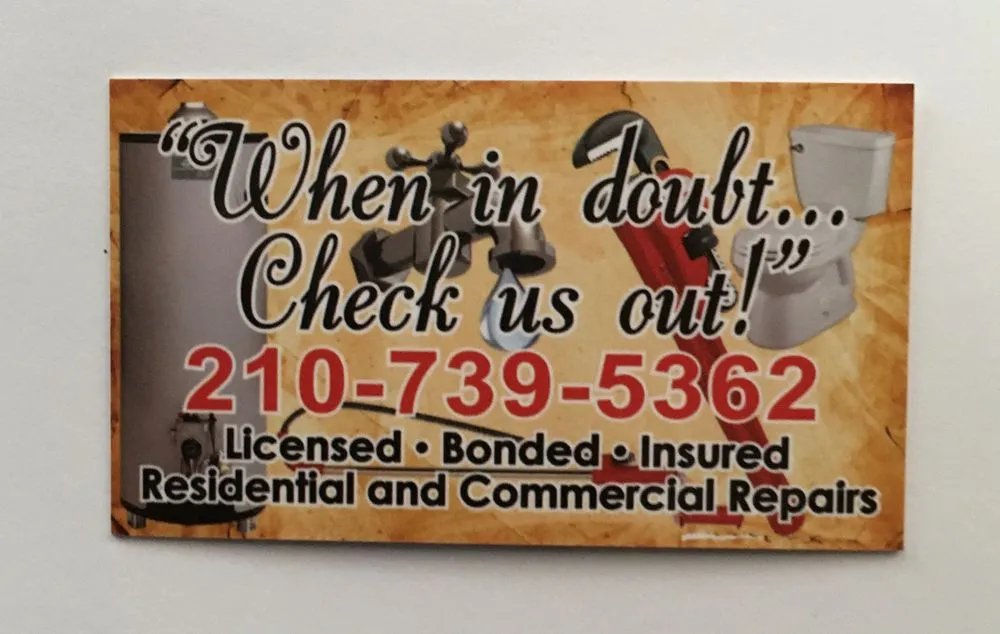 “When in doubt...
Check us out!”
210-739-5362
Licensed • Bonded • Insured
Residential and Commercial Repairs